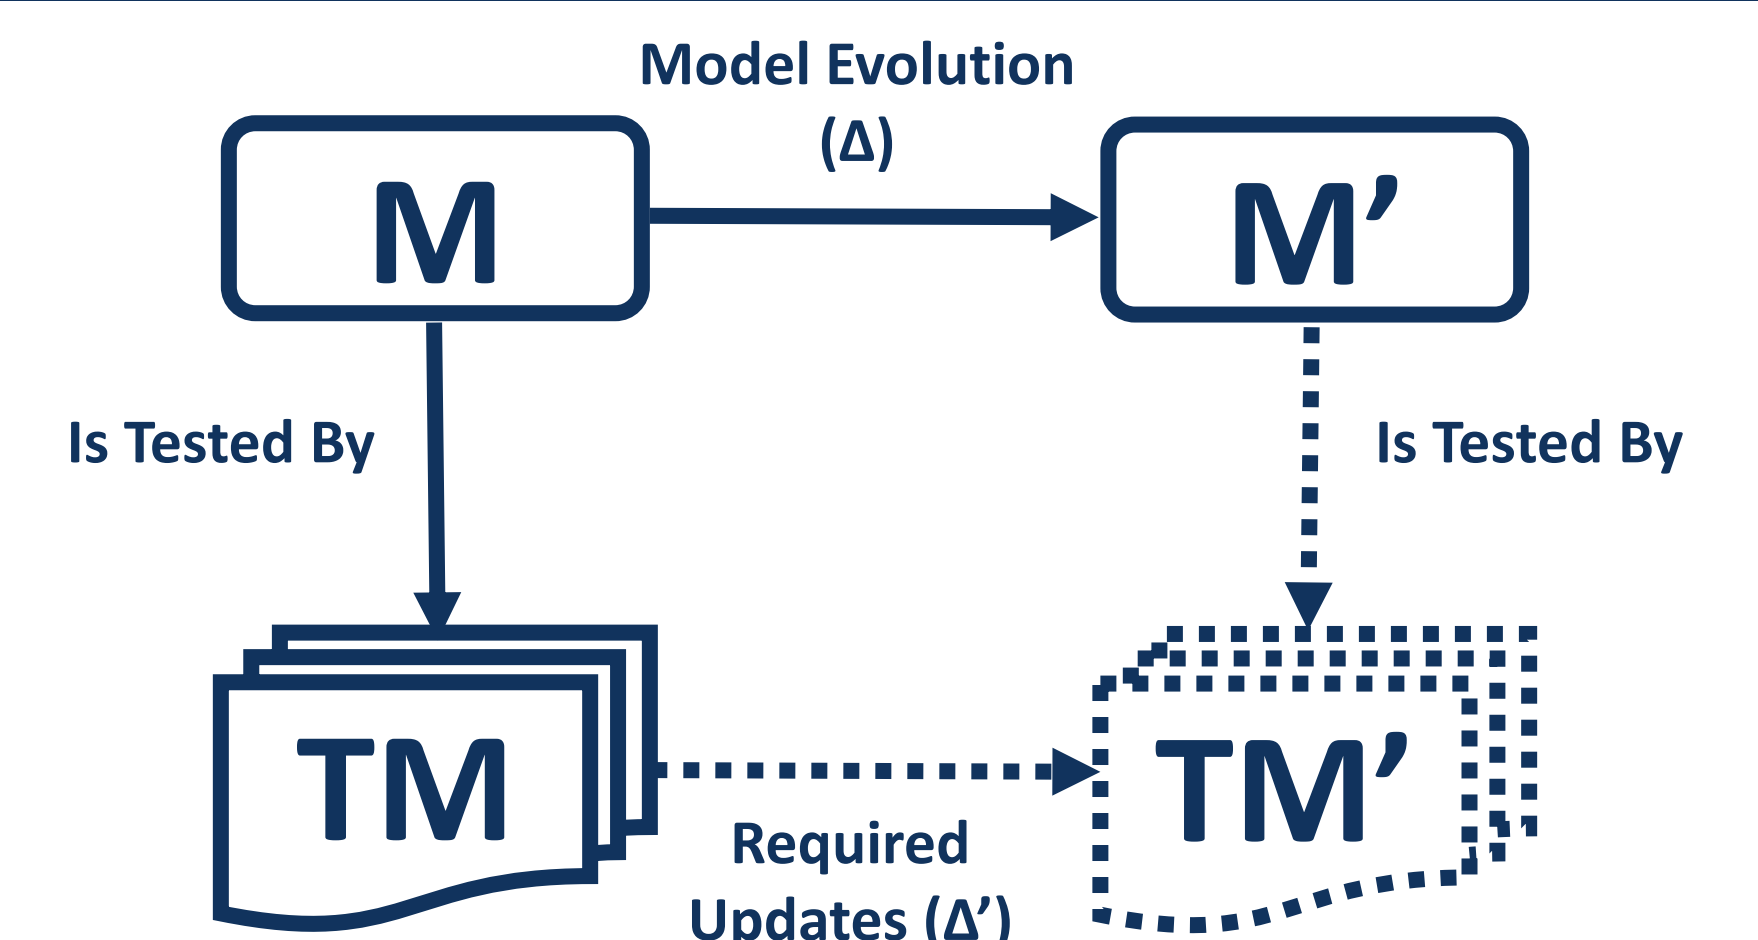 Model Evolution
(Δ)
M
M’
Is Tested By
Is Tested By
TM
TM’
Required
Updates (Δ’)